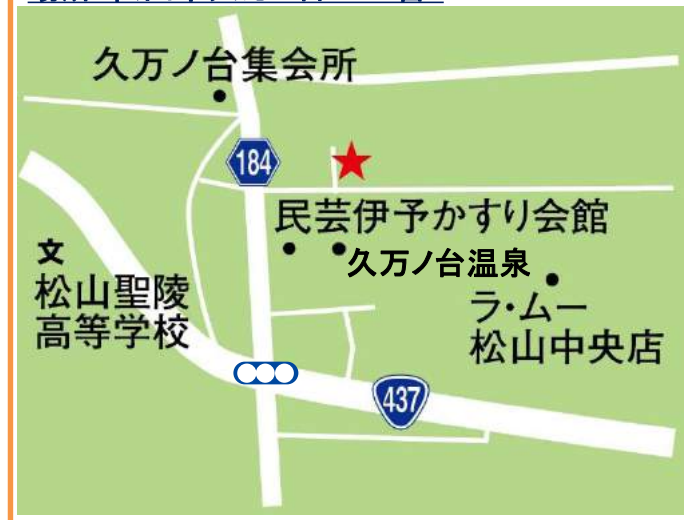 久万ノ台集会所
184
民芸伊予かすり会館
久万ノ台温泉
文
松山聖陵
高等学校
ラ・ムー
松山中央店
437